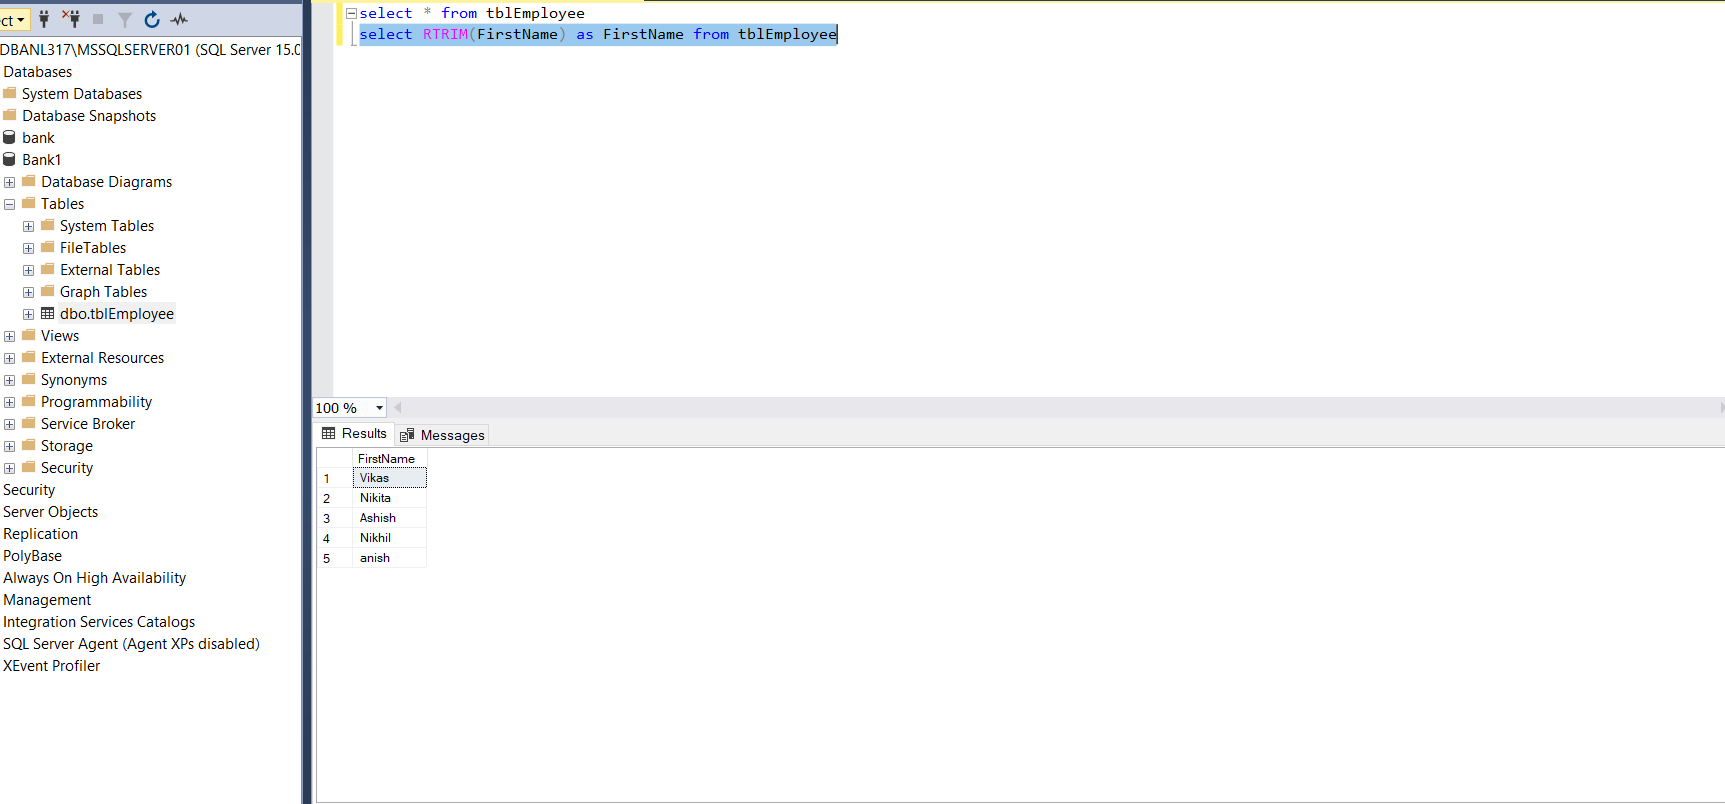 ct
DBANL317\MSSQLSERVER01 (SQL Server 15.0
Databases
System Databases
Database Snapshots
bank
Bank1
Database Diagrams
Tables
System Tables
FileTables
External Tables
Graph Tables
dbo.tblEmployee
Views
External Resources
Synonyms
Programmability
Service Broker
Storage
Security
Security
Server Objects
Replication
PolyBase
Always On High Availability
Management
Integration Services Catalogs
SQL Server Agent (Agent XPs disabled)
XEvent Profiler
select * from tblEmployee
select RTRIM(FirstName) as FirstName from tblEmployee
100 %
Results Messages
FirstName
1 Vikas
2 Nikita
3 Ashish
4 Nikhil
5 anish